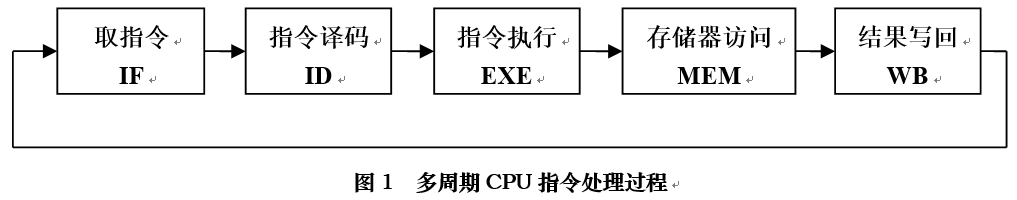 取指令
IF
指令译码
ID
指令执行
EXE
存储器访问
MEM
结果写回
WB
图 1 多周期 CPU 指令处理过程